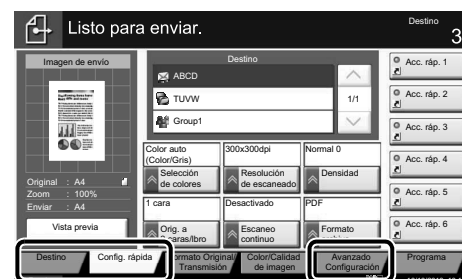 Listo para enviar.
Destino
3
Imagen de envío
Original : A4
Zoom : 100%
Enviar : A4
Vista previa
Destino
ABCD
TUVW
Group1
1/1
Color auto
(Color/Gris)
Selección
de colores
300x300dpi
Resolución
de escaneado
Normal 0
Densidad
1 cara
Orig. a
caras/lbro
Desactivado
Escaneo
continuo
PDF
Formato
Acc. ráp. 1
Acc. ráp. 2
Acc. ráp. 3
Acc. ráp. 4
Acc. ráp. 5
Acc. ráp. 6
Destino
Config. rápida
Original/
Transmisión
Color/Calidad
de imagen
Avanzado
Configuración
Programa